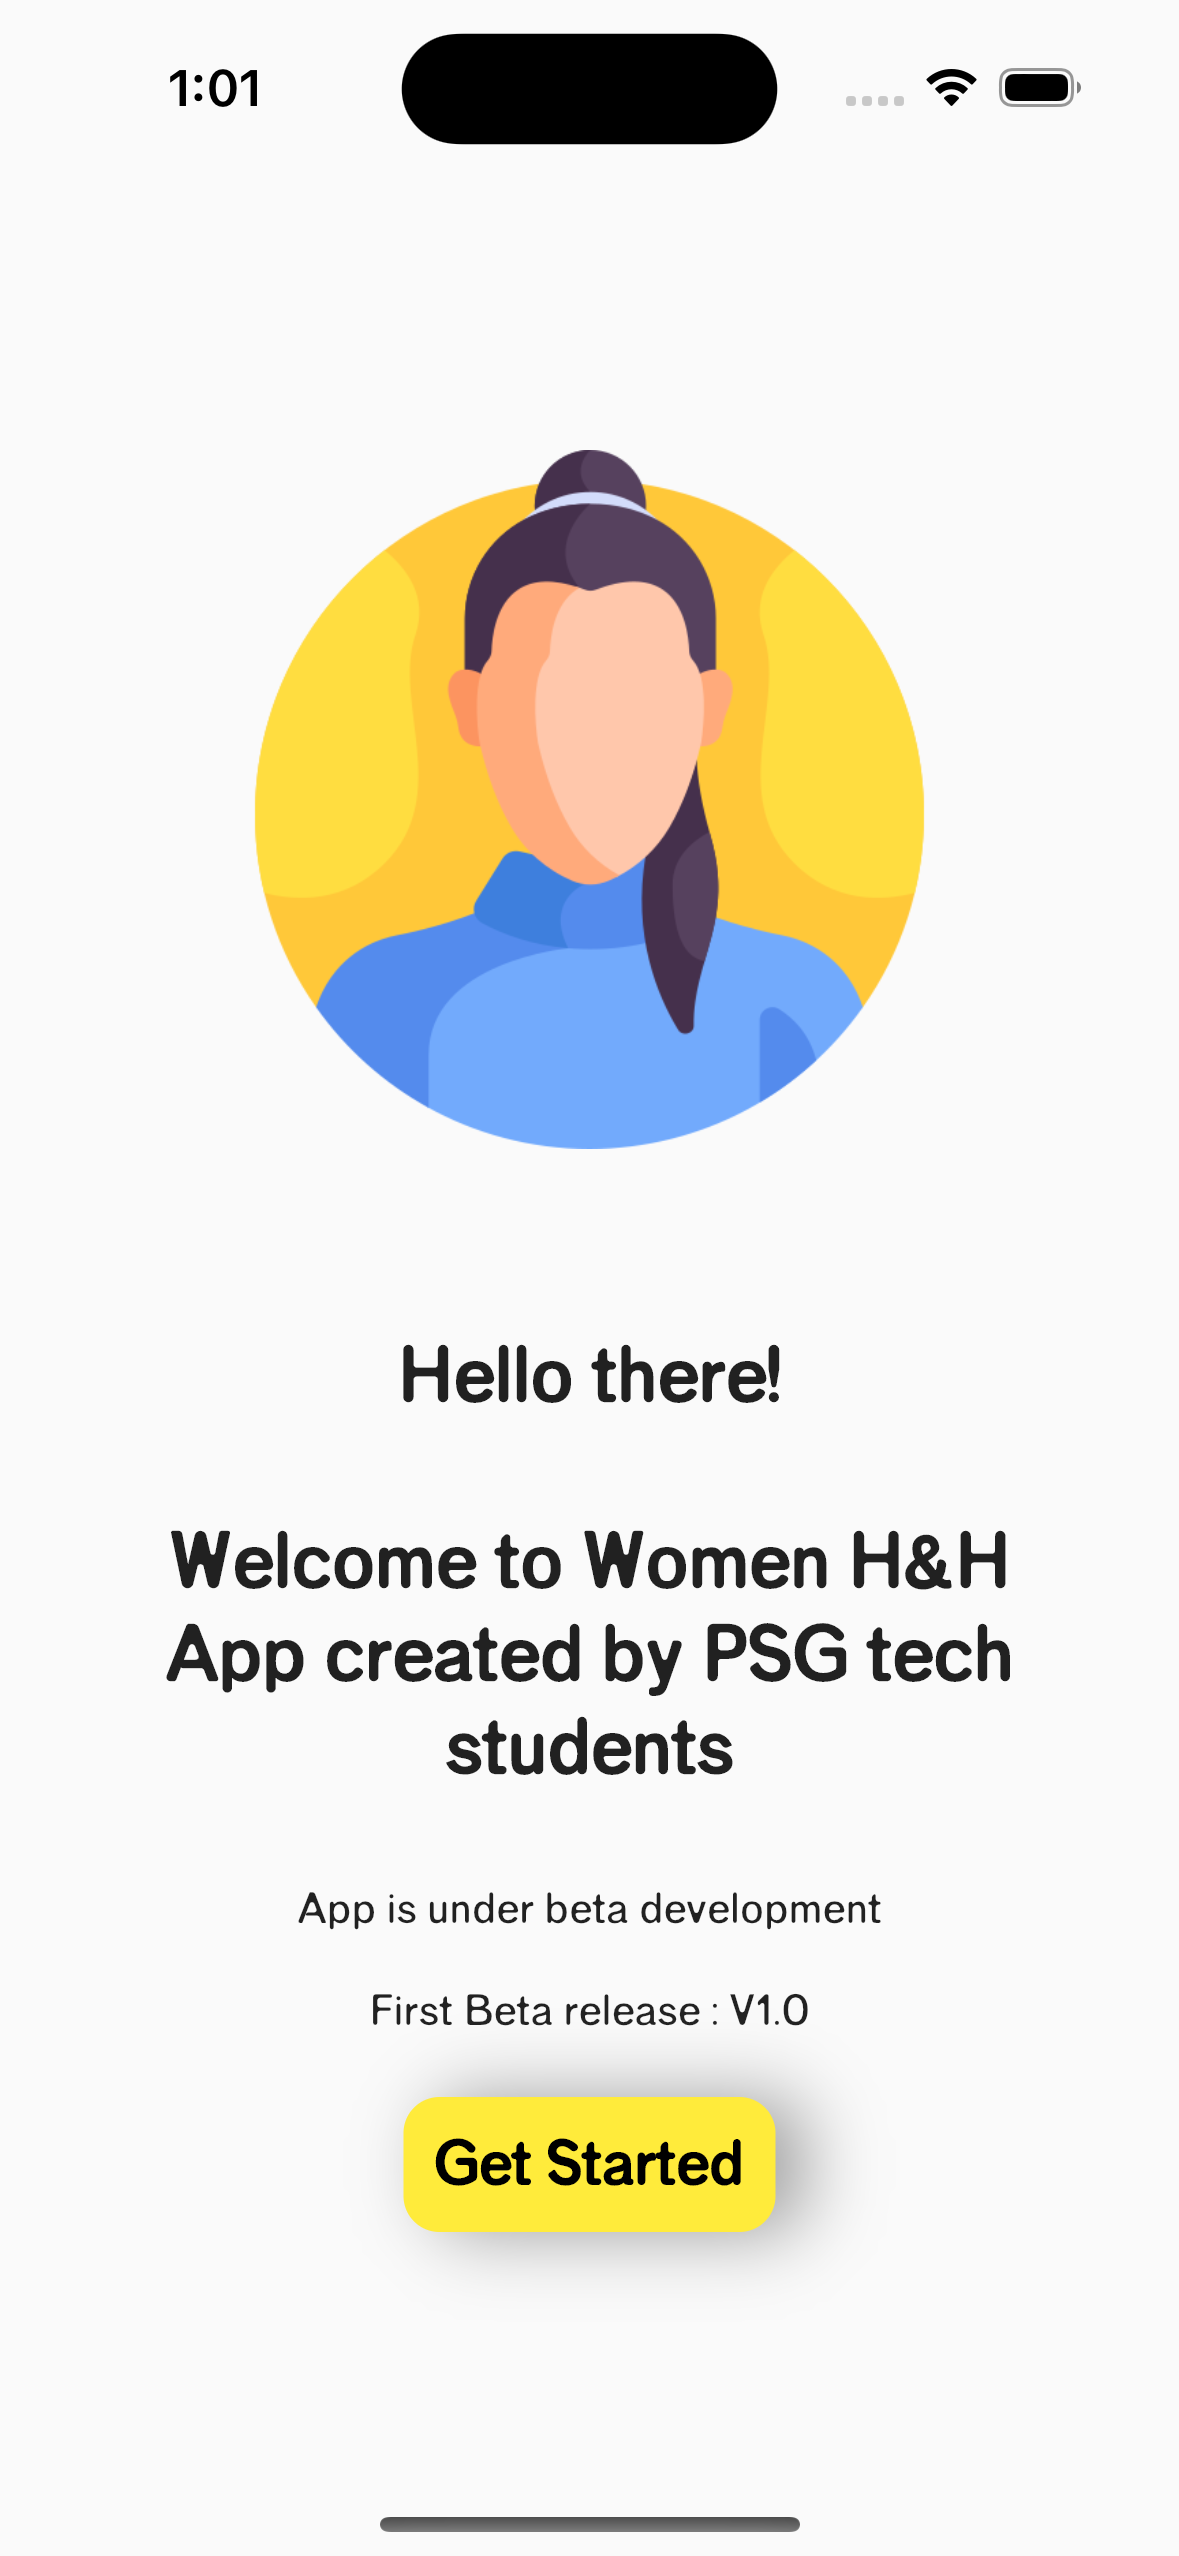 1:01
Hello there!
Welcome to Women H&H
App created by PSG tech
students
App is under beta development
First Beta release : V1.0
Get Started